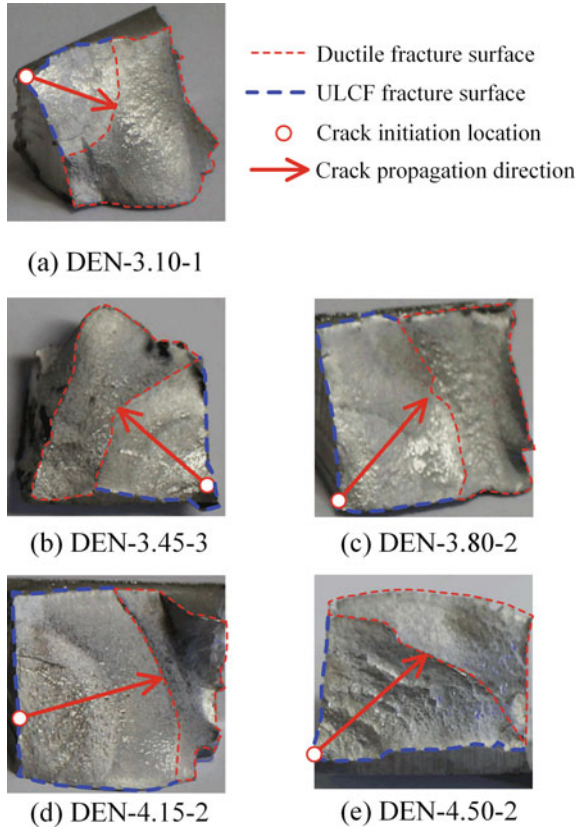 Ductile fracture surface
ULCF fracture surface
Crack initiation location
Crack propagation direction
(a) DEN-3.10-1
(b) DEN-3.45-3
(c) DEN-3.80-2
(d) DEN-4.15-2
(e) DEN-4.50-2